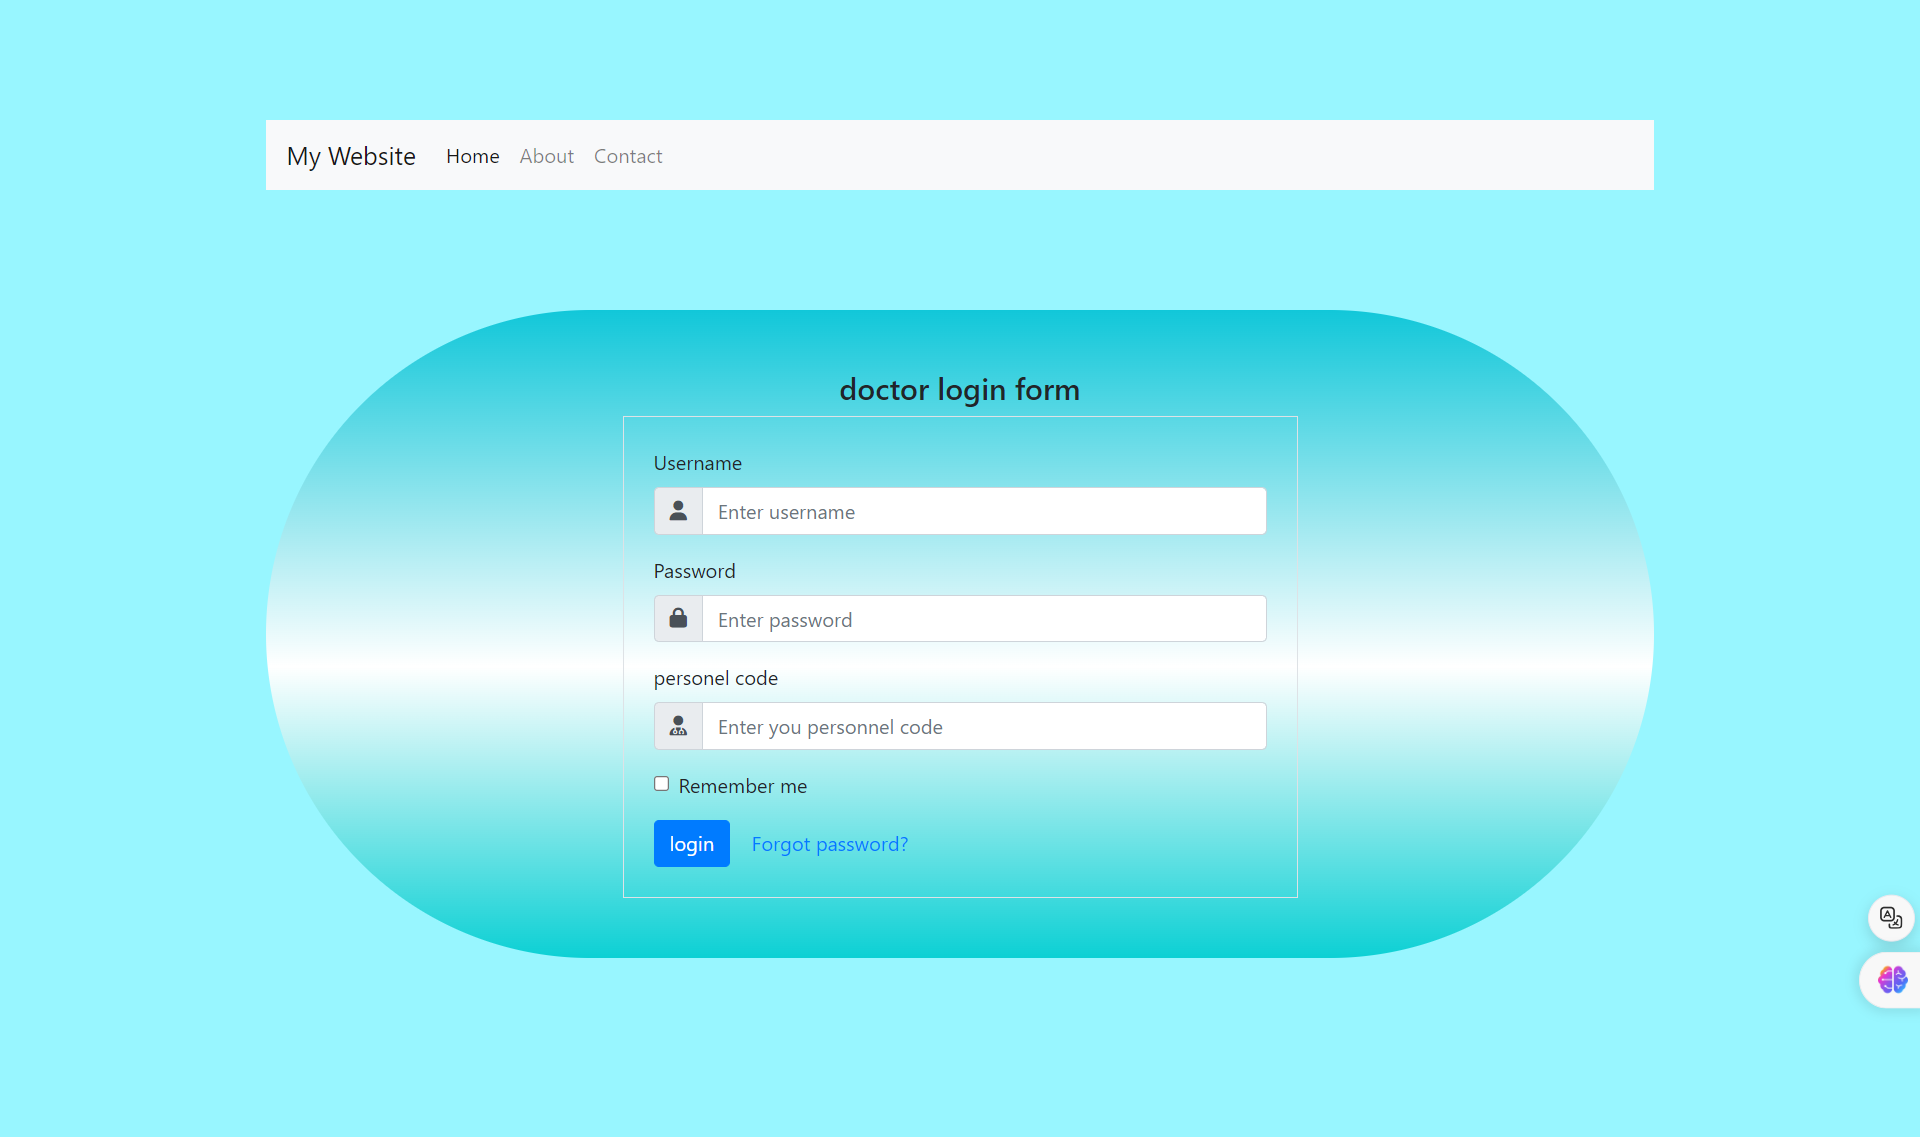 My Website Home About Contact
doctor login form
Username
Enter username
Password
Enter password
personel code
Enter you personnel code
Remember me
login Forgot password?